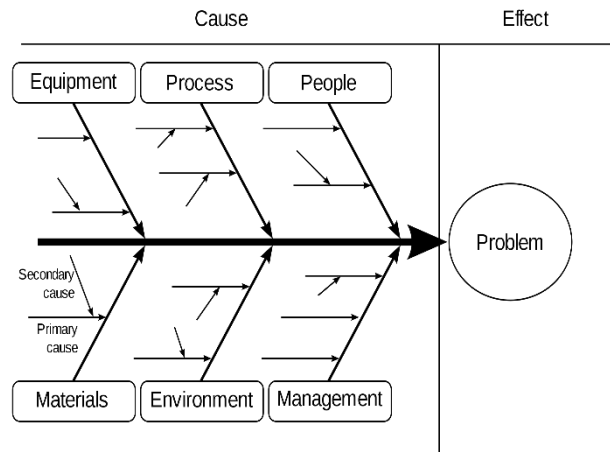 Cause
Effect
Equipment
Process
People
Problem
Secondary
cause
Primary
cause
Materials
Environment
Management